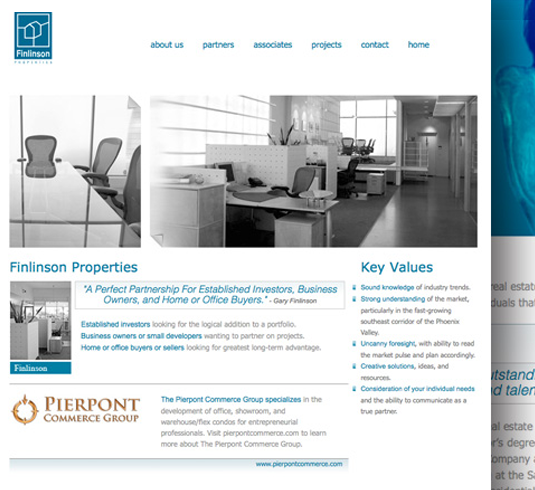 Finlinson
PROPERTIES
about us partners associates projects contact home
Finlinson Properties
"A Perfect Partnership For Established Investors, Business
Owners, and Home or Office Buyers." - Gary Finlinson
Established investors looking for the logical addition to a portfolio.
Business owners or small developers wanting to partner on projects.
Home or office buyers or sellers looking for greatest long-term advantage.
Finlinson
PIERPONT
COMMERCE GROUP
The Pierpont Commerce Group specializes in the
development of office, showroom, and
warehouse/flex condos for entrepreneurial
professionals. Visit pierpontcommerce.com to learn
more about The Pierpont Commerce Group.
www.pierpontcommerce.com
Key Values
Sound knowledge of industry trends.
Strong understanding of the market,
particularly in the fast-growing
southeast corridor of the Phoenix
Valley.
Uncanny foresight, with ability to read
the market pulse and plan accordingly.
Creative solutions, ideas, and
resources.
Consideration of your individual needs
and the ability to communicate as a
true partner.
real estate
duals that
utstand
nd talen
al estate
r's degre
ompany a
at the Sa